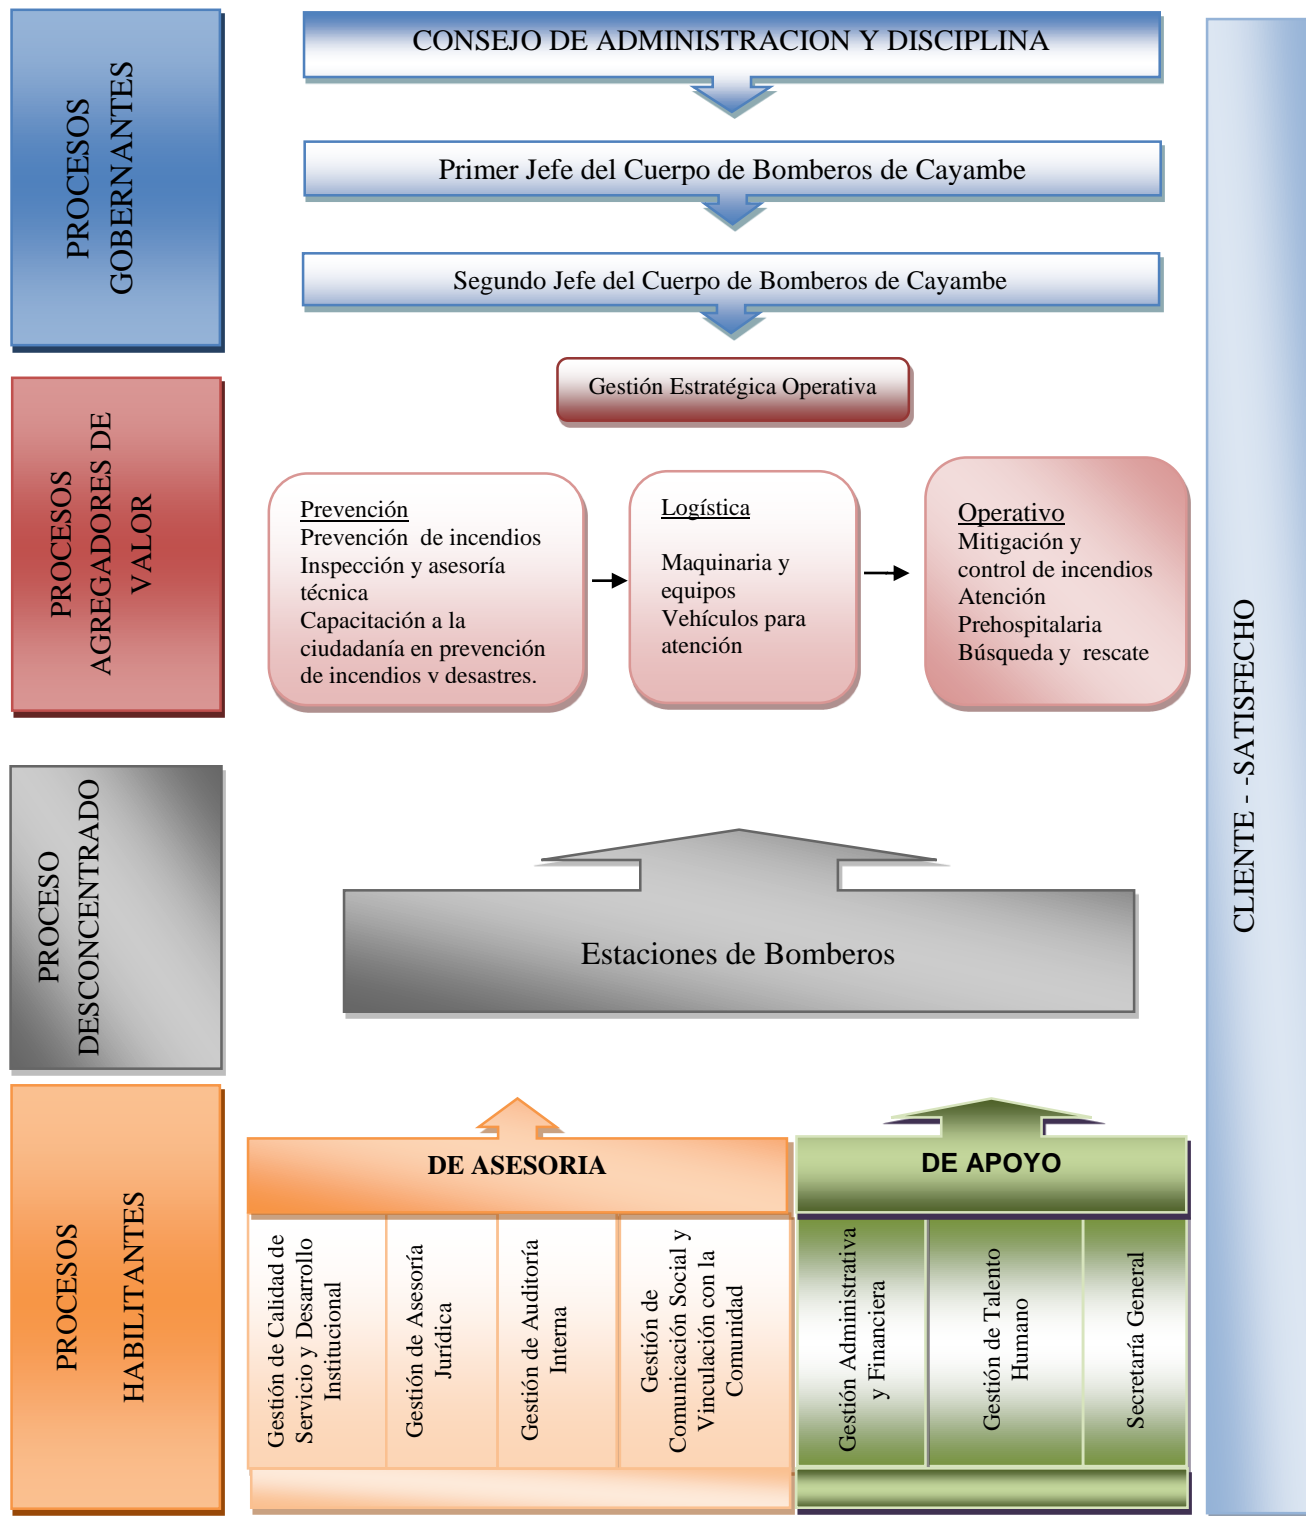 PROCESOS
GOBERNANTES
CONSEJO DE ADMINISTRACION Y DISCIPLINA
Primer Jefe del Cuerpo de Bomberos de Cayambe
Segundo Jefe del Cuerpo de Bomberos de Cayambe
PROCESOS
AGREGADORES DE
VALOR
Gestión Estratégica Operativa
Prevención
Prevención de incendios
Inspección y asesoría
técnica
Capacitación a la
ciudadanía en prevención
de incendios y desastres.
Logística
Maquinaria y
equipos
Vehículos para
atención
Operativo
Mitigación y
control de incendios
Atención
Prehospitalaria
Búsqueda y rescate
PROCESO
DESCONCENTRADO
Estaciones de Bomberos
PROCESOS
HABILITANTES
DE ASESORIA
Gestión de Calidad de
Servicio y Desarrollo
Institucional
Gestión de Asesoría
Jurídica
Gestión de Auditoría
Interna
Gestión de
Comunicación Social y
Vinculación con la
Comunidad
DE APOYO
Gestión Administrativa
y Financiera
Gestión de Talento
Humano
Secretaría General
CLIENTE - -SATISFECHO